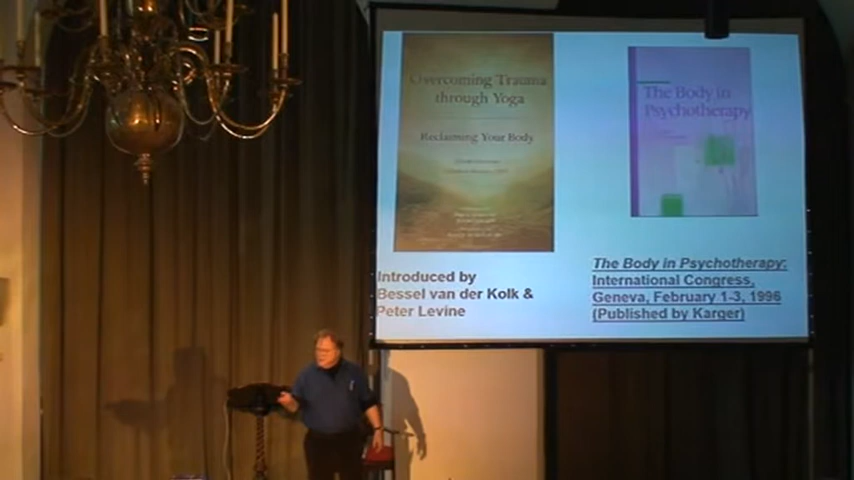 Overcoming Trauma
through Yoga
Reclaiming Your Body
The Body in
Psychotherapy
Introduced by
Bessel van der Kolk &
Peter Levine
The Body in Psychotherapy:
International Congress,
Geneva, February 1-3, 1996
(Published by Karger)